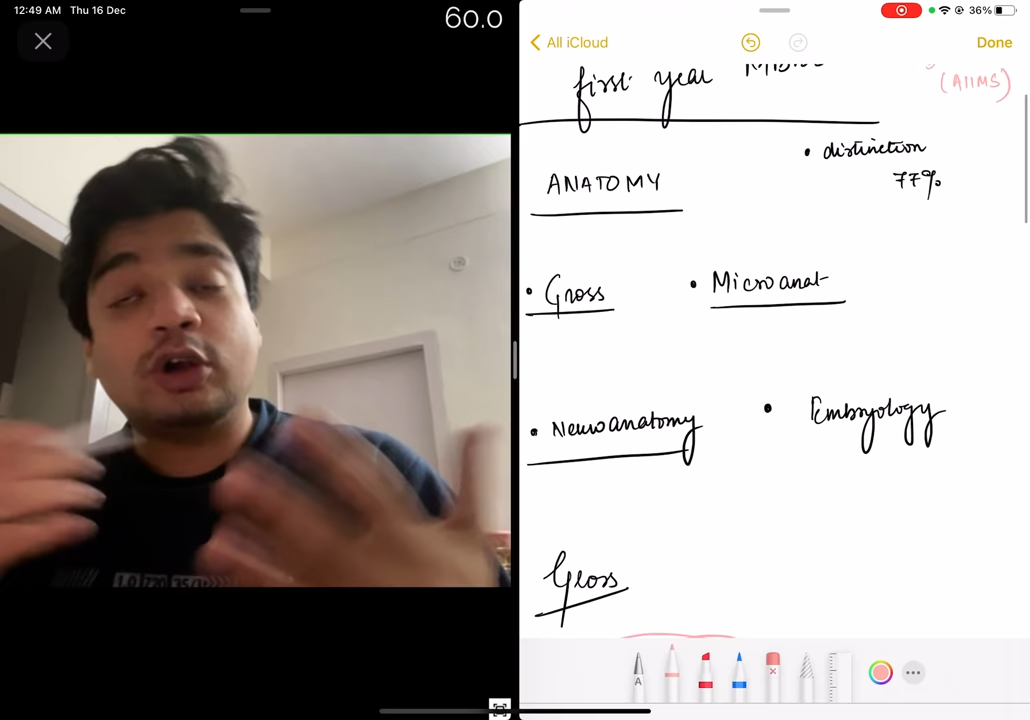 12:49 AM Thu 16 Dec
60.0
36%
All iCloud
Done
first year
(AIIMS)
• distinction
77%
ANATOMY
• Gross
• Microanat
• Neuroanatomy
• Embryology
Gross
A